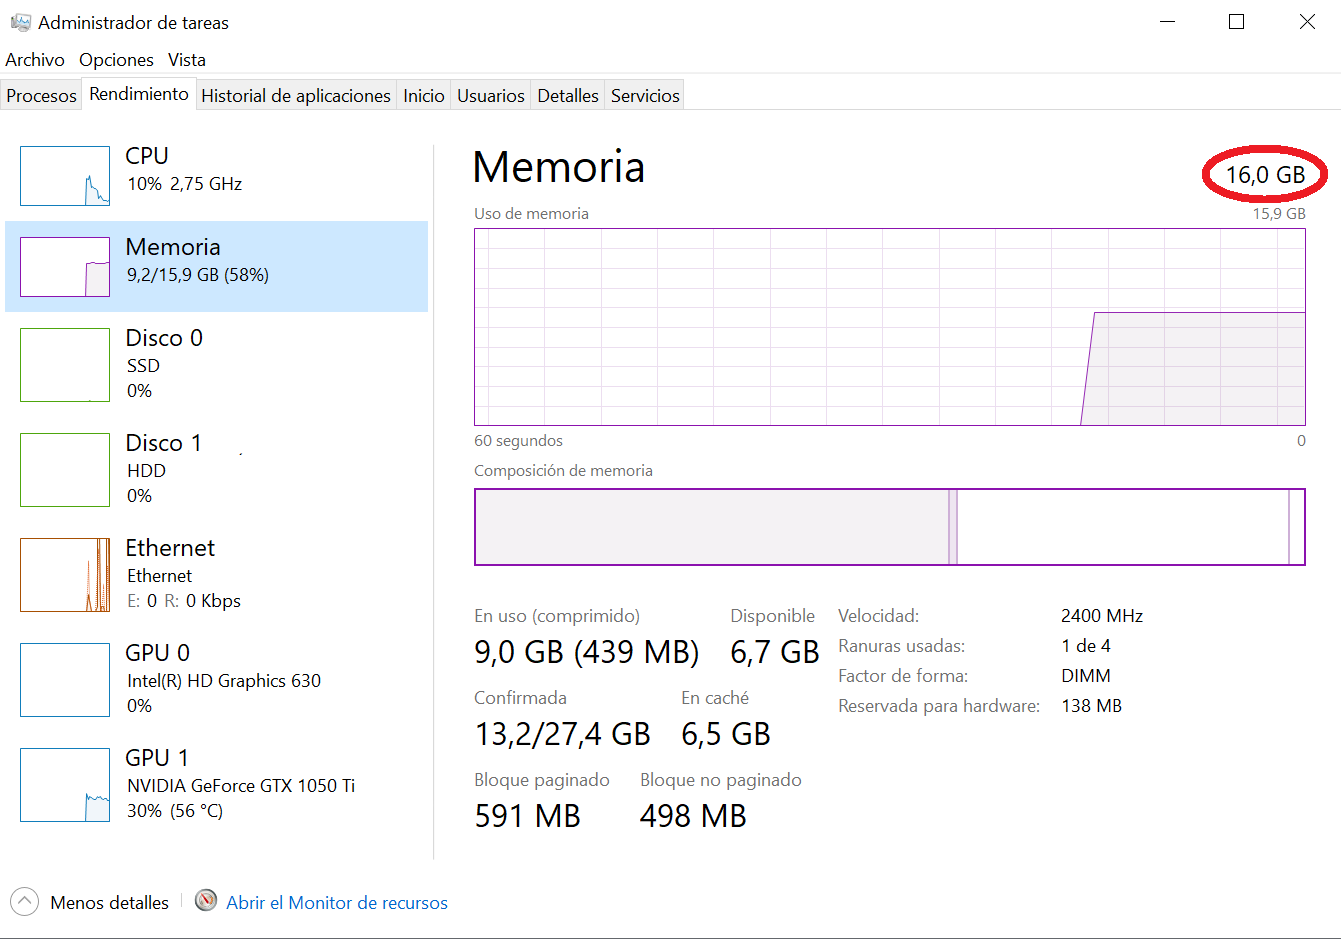 Administrador de tareas
Archivo Opciones Vista
Procesos Rendimiento Historial de aplicaciones Inicio Usuarios Detalles Servicios
CPU
10% 2,75 GHz
Memoria
9,2/15,9 GB (58%)
Disco 0
SSD
0%
Disco 1
HDD
0%
Ethernet
Ethernet
E: 0 R: 0 Kbps
GPU 0
Intel(R) HD Graphics 630
0%
GPU 1
NVIDIA GeForce GTX 1050 Ti
30% (56 °C)
Memoria 16,0 GB
Uso de memoria 15,9 GB
60 segundos 0
Composición de memoria
En uso (comprimido) Disponible
9,0 GB (439 MB) 6,7 GB
Confirmada En caché
13,2/27,4 GB 6,5 GB
Bloque paginado Bloque no paginado
591 MB 498 MB
Velocidad: 2400 MHz
Ranuras usadas: 1 de 4
Factor de forma: DIMM
Reservada para hardware: 138 MB
Menos detalles Abrir el Monitor de recursos